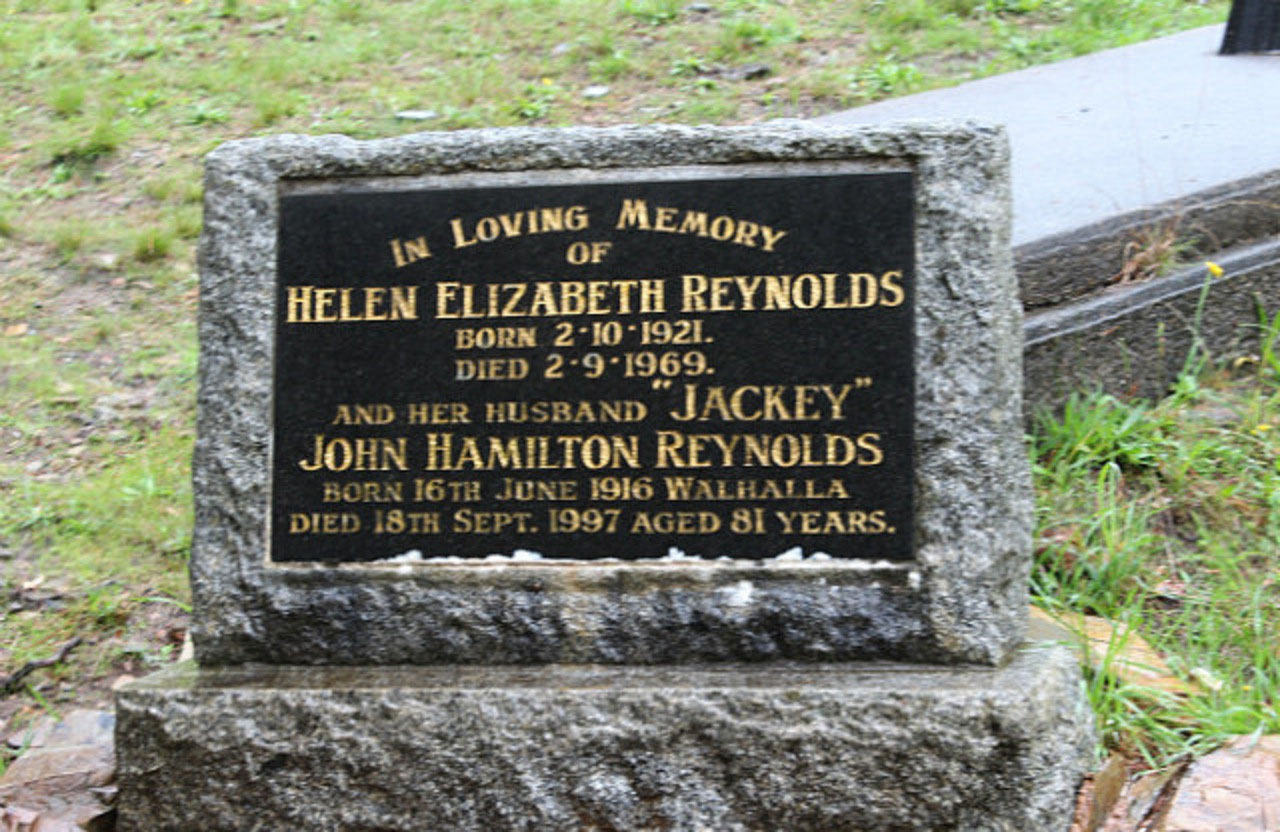 IN LOVING MEMORY
OF
HELEN ELIZABETH REYNOLDS
BORN 2·10·1921.
DIED 2·9·1969.
AND HER HUSBAND "JACKEY"
JOHN HAMILTON REYNOLDS
BORN 16TH JUNE 1916 WALHALLA
DIED 18TH SEPT. 1997 AGED 81 YEARS.